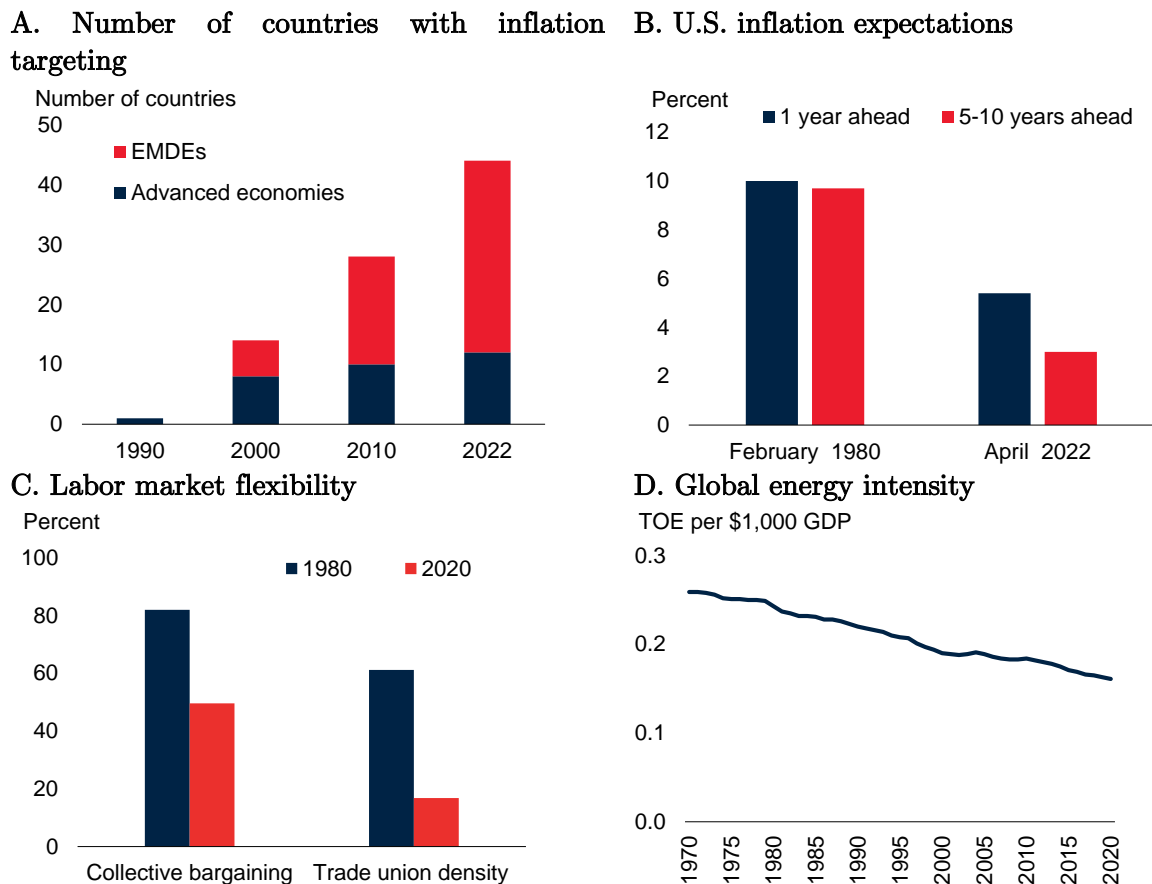 A. Number of countries with inflation
targeting
Number of countries
50
EMDEs
40
Advanced economies
30
20
10
0
1990 2000 2010 2022
B. U.S. inflation expectations
Percent
1 year ahead 5-10 years ahead
12
10
8
6
4
2
0
February 1980 April 2022
C. Labor market flexibility
Percent
100
1980 2020
80
60
40
20
0
Collective bargaining Trade union density
D. Global energy intensity
TOE per $1,000 GDP
0.3
0.2
0.1
0.0
1970 1975 1980 1985 1990 1995 2000 2005 2010 2015 2020